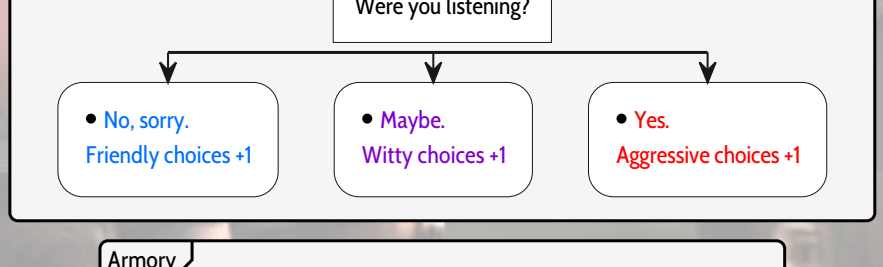 Were you listening?
• No, sorry.
Friendly choices +1
• Maybe.
Witty choices +1
• Yes.
Aggressive choices +1
Armory